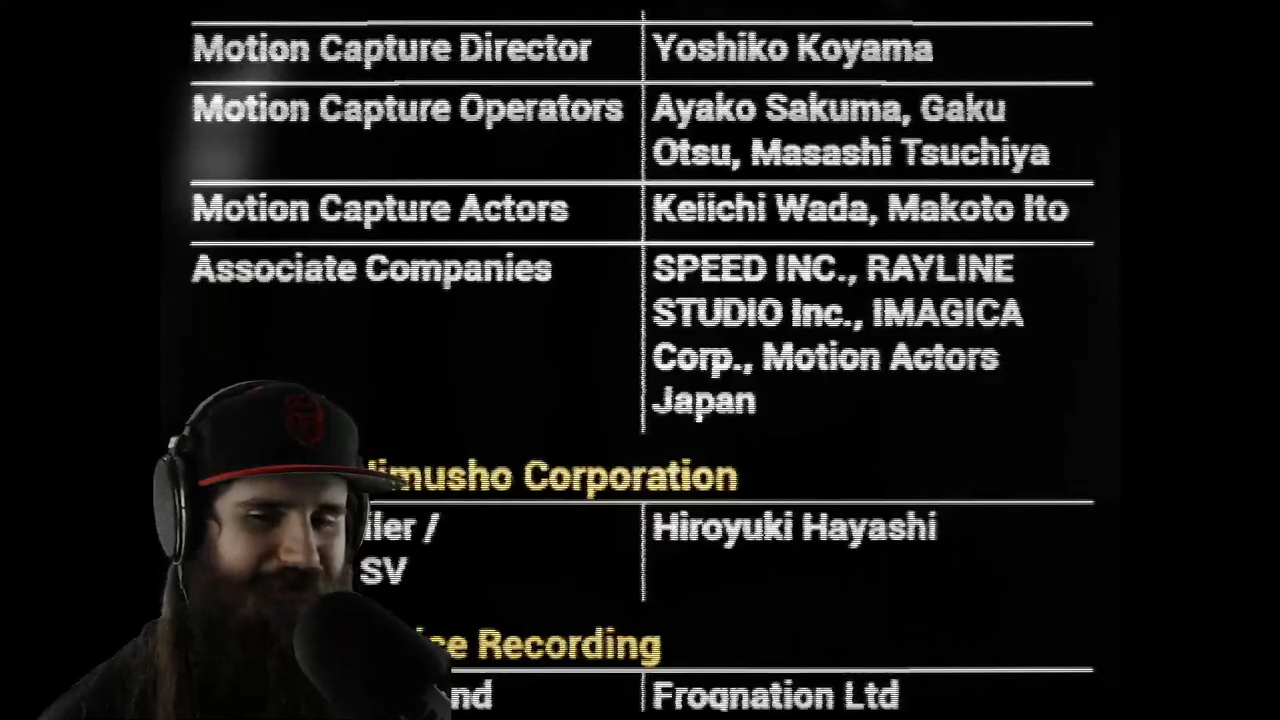 Motion Capture Director Yoshiko Koyama
Motion Capture Operators Ayako Sakuma, Gaku
Otsu, Masashi Tsuchiya
Motion Capture Actors Keiichi Wada, Makoto Ito
Associate Companies SPEED INC., RAYLINE
STUDIO Inc., IMAGICA
Corp., Motion Actors
Japan
Corporation
/ Hiroyuki Hayashi
SV
Recording
Frognation Ltd